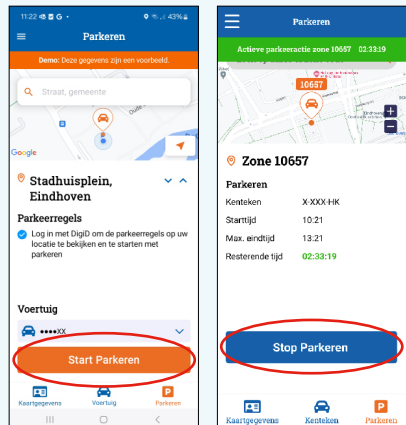 11:22
43%
Parkeren
Demo: Deze gegevens zijn een voorbeeld.
Straat, gemeente
Google
Stadhuisplein,
Eindhoven
Parkeerregels
Log in met DigiD om de parkeerregels op uw
locatie te bekijken en te starten met
parkeren
Voertuig
••••XX
Start Parkeren
Kaartgegevens Voertuig Parkeren
Parkeren
Actieve parkeeractie zone 10657 02:33:19
10657
+
−
Zone 10657
Parkeren
Kenteken X-XXX-HK
Starttijd 10:21
Max. eindtijd 13:21
Resterende tijd 02:33:19
Stop Parkeren
Kaartgegevens Kenteken Parkeren